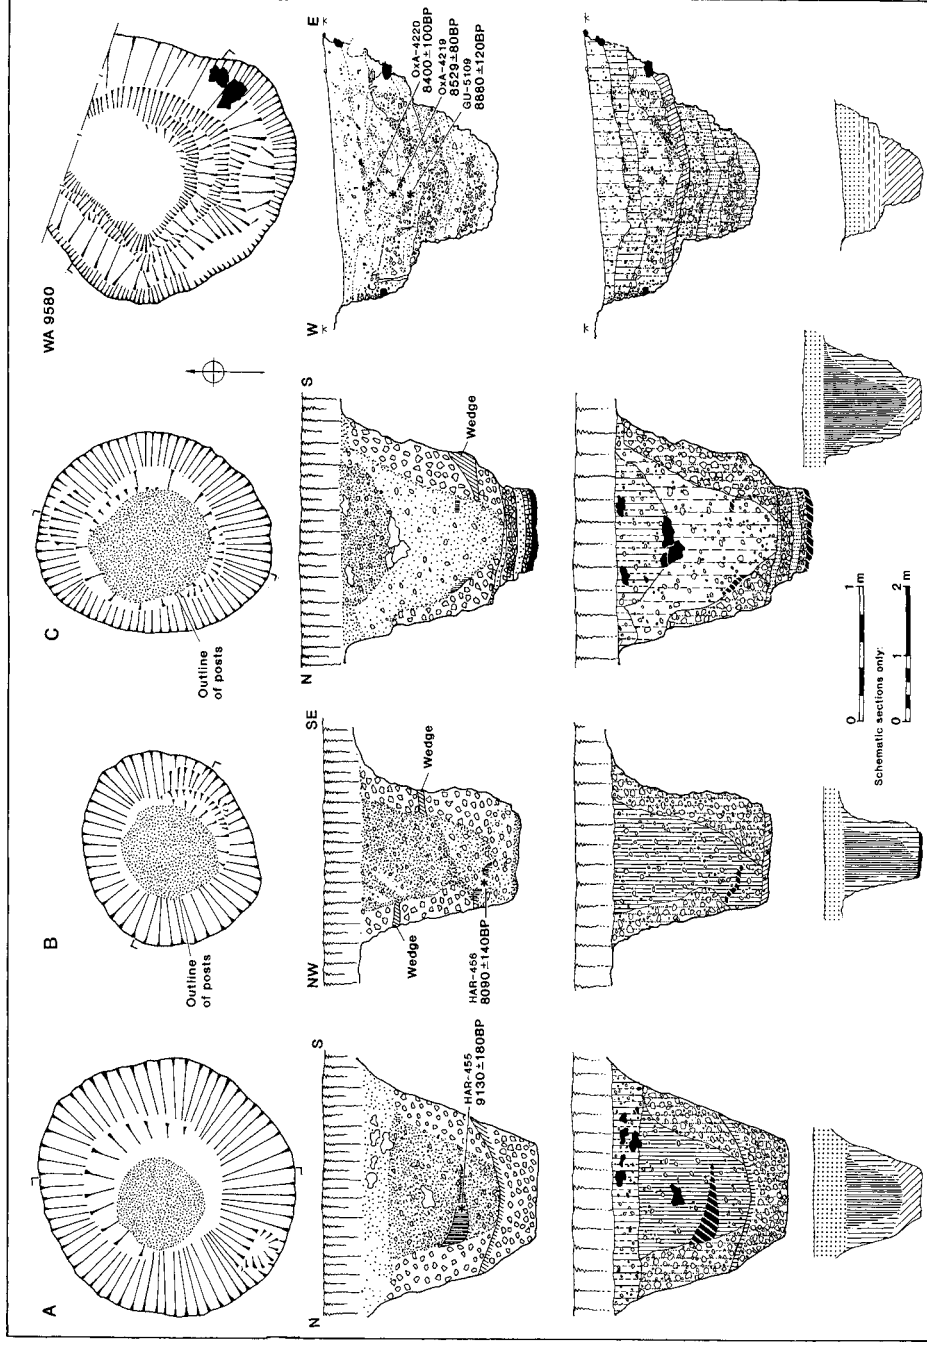 A
B
C
WA 9580
Outline
of posts
Outline
of posts
N
S
NW
SE
N
S
W
E
HAR-455
9130±180BP
Wedge
Wedge
HAR-456
8090±140BP
Wedge
OxA-4220
8400±100BP
OxA-4219
8529±80BP
GU-5109
8880±120BP
0
1
m
Schematic sections only:
0
1
2
m